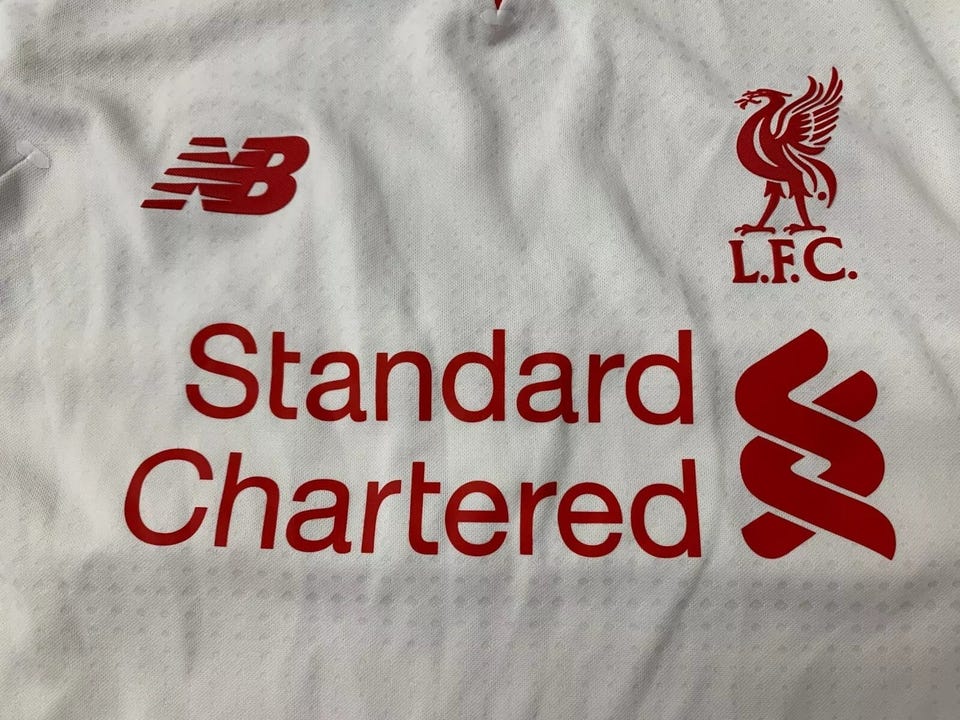 NB
L.F.C.
Standard
Chartered